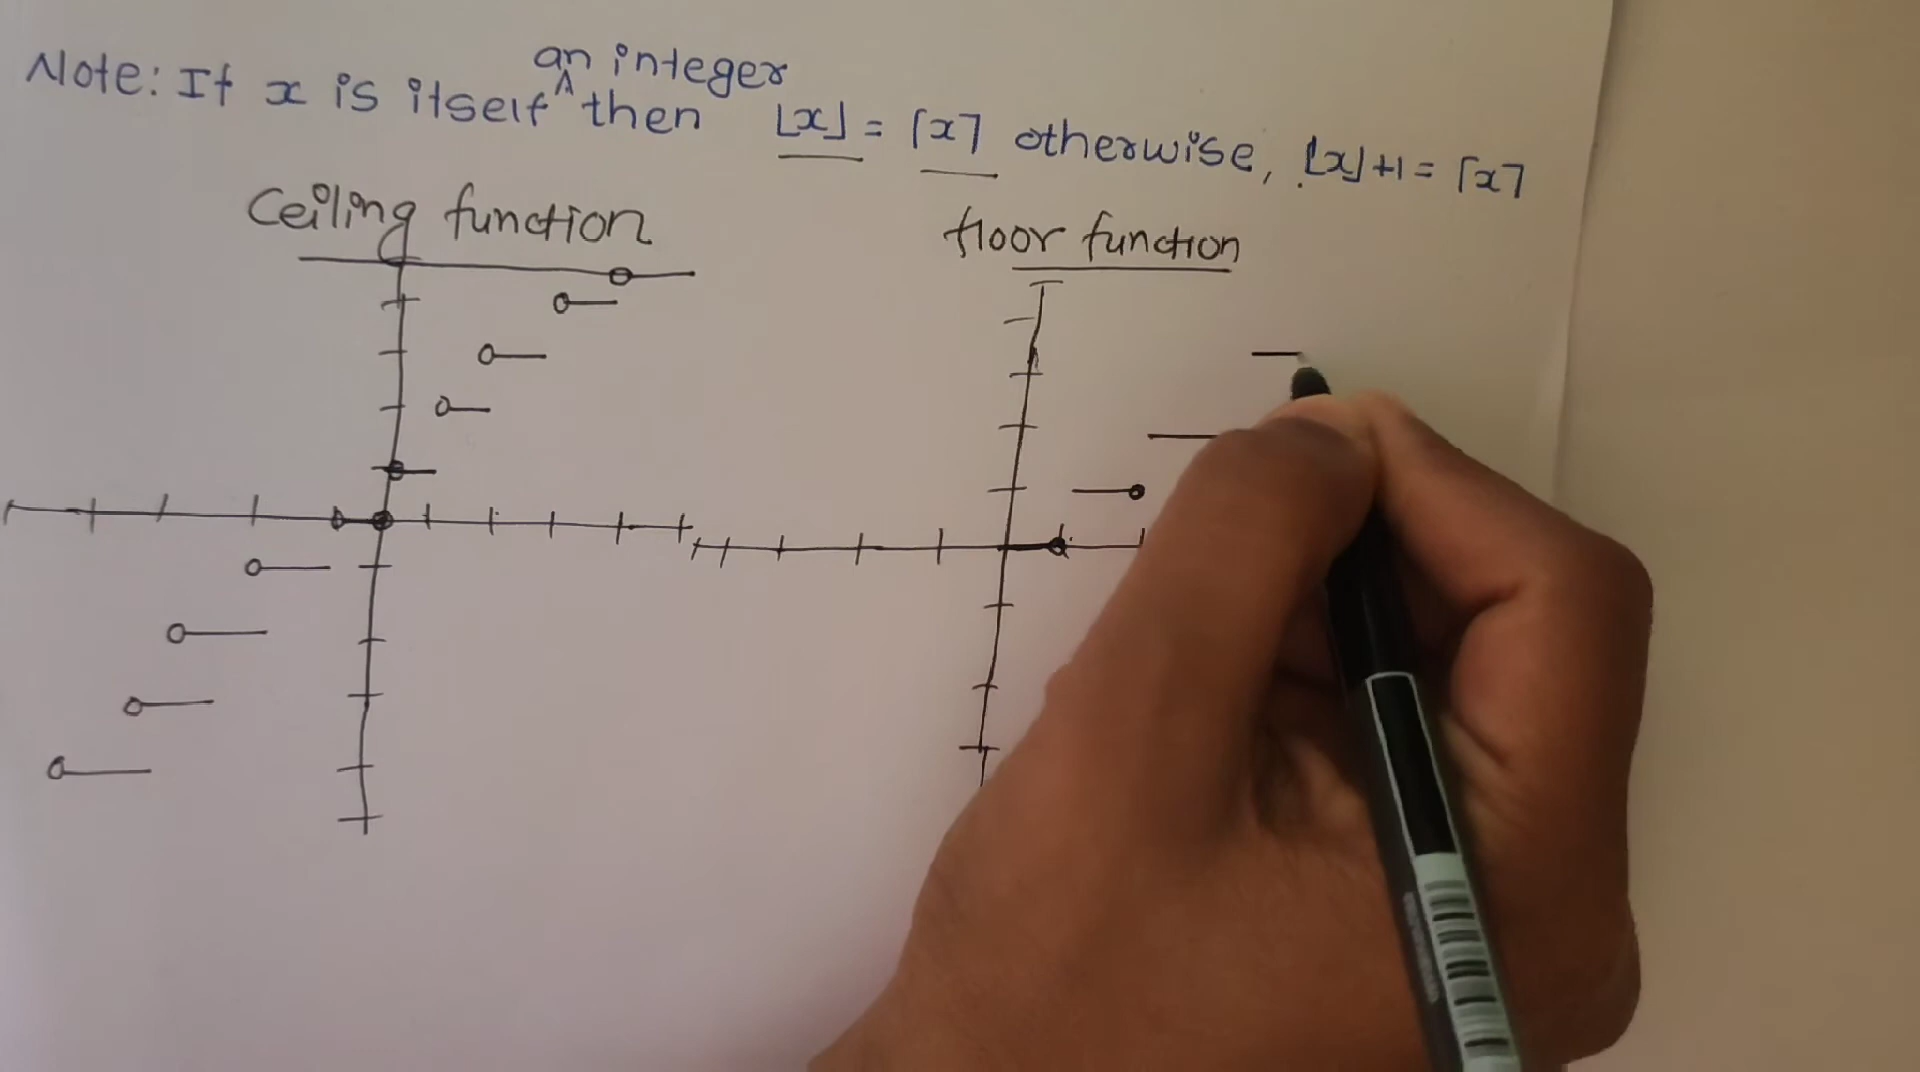 an integer
Note: If x is itself ^ then ⌊x⌋ = ⌈x⌉ otherwise, ⌊x⌋ +1 = ⌈x⌉
Ceiling function
floor function